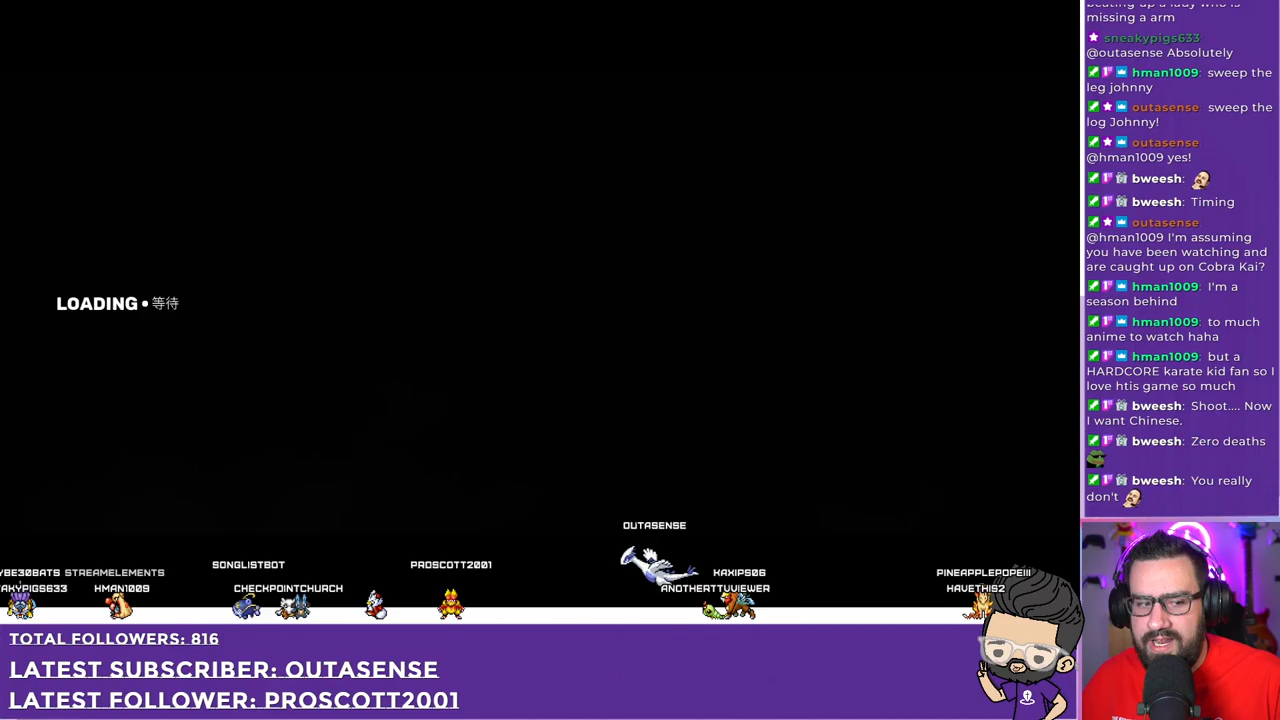 beating up a lady who is
missing a arm
sneakypigs633
@outasense Absolutely
hman1009: sweep the
leg johnny
outasense sweep the
log Johnny!
outasense
@hman1009 yes!
bweesh:
bweesh: Timing
outasense
@hman1009 I'm assuming
you have been watching and
are caught up on Cobra Kai?
hman1009: I'm a
season behind
hman1009: to much
anime to watch haha
hman1009: but a
HARDCORE karate kid fan so I
love htis game so much
bweesh: Shoot.... Now
I want Chinese.
bweesh: Zero deaths
bweesh: You really
don't
LOADING • 等待
OUTASENSE
SONGLISTBOT
PROSCOTT2001
YBE30BATS STREAMELEMENTS
KAXIPS06
PINEAPPLEPOPEIII
AKYPIGS633 HMAN1009
CHECKPOINTCHURCH
ANOTHERTTVVIEWER
HAVETHIS2
TOTAL FOLLOWERS: 816
LATEST SUBSCRIBER: OUTASENSE
LATEST FOLLOWER: PROSCOTT2001